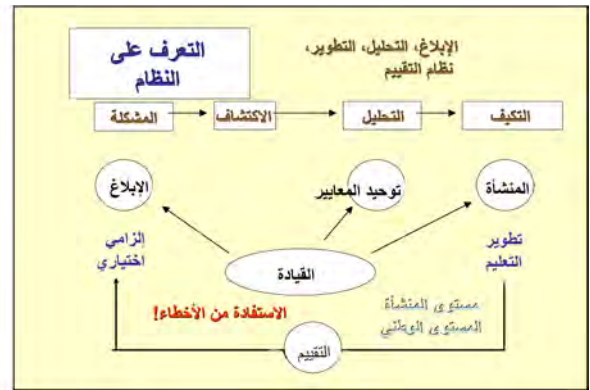 التعرف على
النظام
الإبلاغ، التحليل، التطوير،
نظام التقييم
المشكلة
الاكتشاف
التحليل
التكيف
الإبلاغ
توحيد المعايير
المنشأة
إلزامي
اختياري
تطوير
التعليم
القيادة
الاستفادة من الأخطاء!
مستوى المنشأة
المستوى الوطني
التقييم